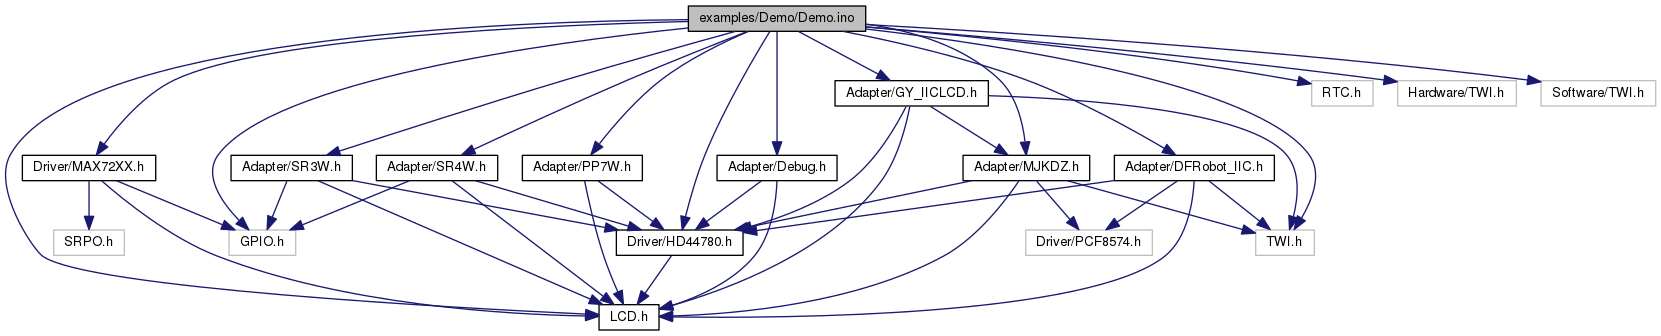 examples/Demo/Demo.ino
Adapter/GY_IICLCD.h
RTC.h
Hardware/TWI.h
Software/TWI.h
Driver/MAX72XX.h
Adapter/SR3W.h
Adapter/SR4W.h
Adapter/PP7W.h
Adapter/Debug.h
Adapter/MJKDZ.h
Adapter/DFRobot_IIC.h
SRPO.h
GPIO.h
Driver/HD44780.h
Driver/PCF8574.h
TWI.h
LCD.h